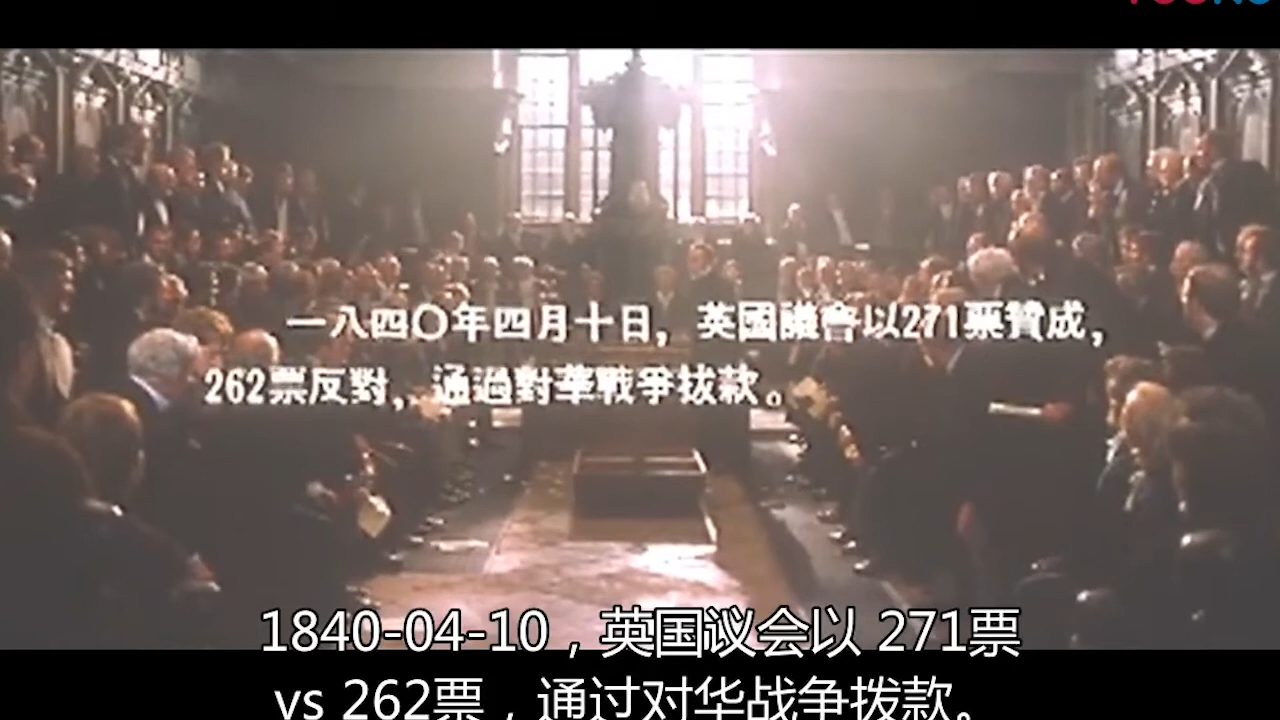 一八四〇年四月十日，英國議會以271票贊成，
262票反對，通過對華戰爭拔款。
1840-04-10，英国议会以 271票
vs 262票，通过对华战争拨款。